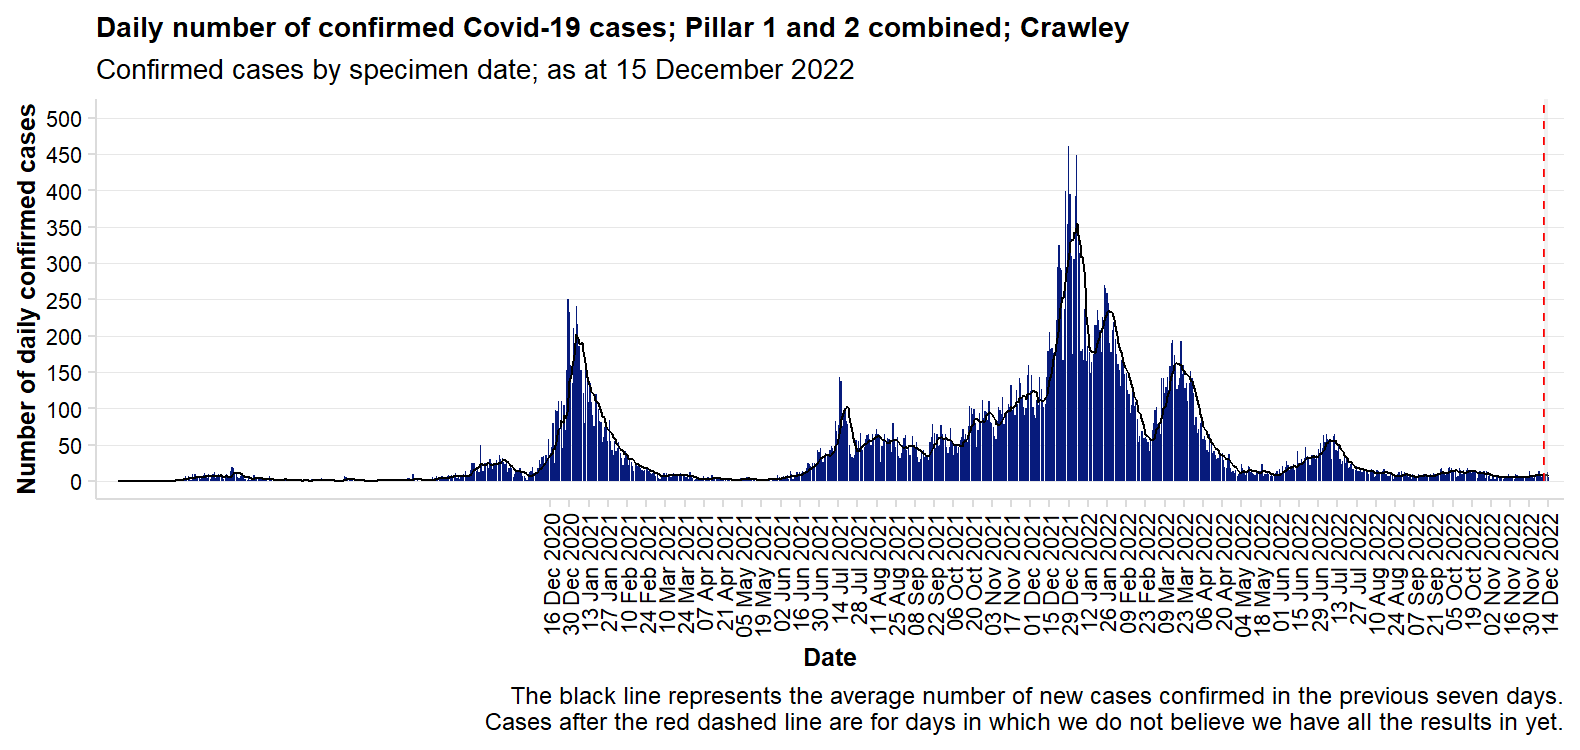 Daily number of confirmed Covid-19 cases; Pillar 1 and 2 combined; Crawley
Confirmed cases by specimen date; as at 15 December 2022
Number of daily confirmed cases
500
450
400
350
300
250
200
150
100
50
0
16 Dec 2020
30 Dec 2020
13 Jan 2021
27 Jan 2021
10 Feb 2021
24 Feb 2021
10 Mar 2021
24 Mar 2021
07 Apr 2021
21 Apr 2021
05 May 2021
19 May 2021
02 Jun 2021
16 Jun 2021
30 Jun 2021
14 Jul 2021
28 Jul 2021
11 Aug 2021
25 Aug 2021
08 Sep 2021
22 Sep 2021
06 Oct 2021
20 Oct 2021
03 Nov 2021
17 Nov 2021
01 Dec 2021
15 Dec 2021
29 Dec 2021
12 Jan 2022
26 Jan 2022
09 Feb 2022
23 Feb 2022
09 Mar 2022
23 Mar 2022
06 Apr 2022
20 Apr 2022
04 May 2022
18 May 2022
01 Jun 2022
15 Jun 2022
29 Jun 2022
13 Jul 2022
27 Jul 2022
10 Aug 2022
24 Aug 2022
07 Sep 2022
21 Sep 2022
05 Oct 2022
19 Oct 2022
02 Nov 2022
16 Nov 2022
30 Nov 2022
14 Dec 2022
Date
The black line represents the average number of new cases confirmed in the previous seven days.
Cases after the red dashed line are for days in which we do not believe we have all the results in yet.